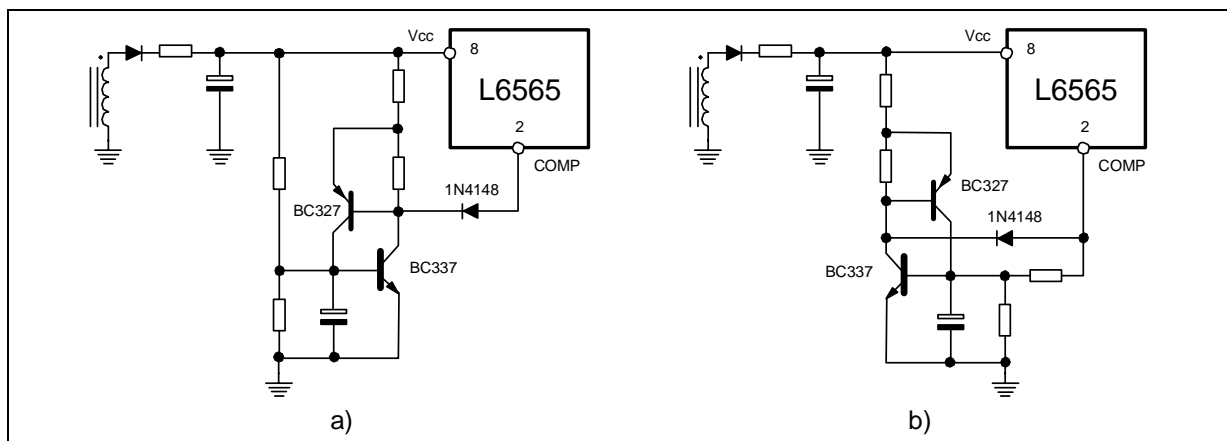 Vcc
8
L6565
2
COMP
1N4148
BC327
BC337
a)
Vcc
8
L6565
2
COMP
BC327
1N4148
BC337
b)